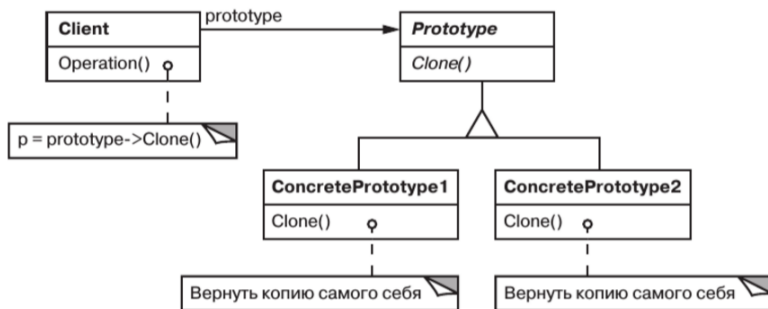 Client
prototype
Prototype
Operation()
Clone()
p = prototype->Clone()
ConcretePrototype1
ConcretePrototype2
Clone()
Clone()
Вернуть копию самого себя
Вернуть копию самого себя